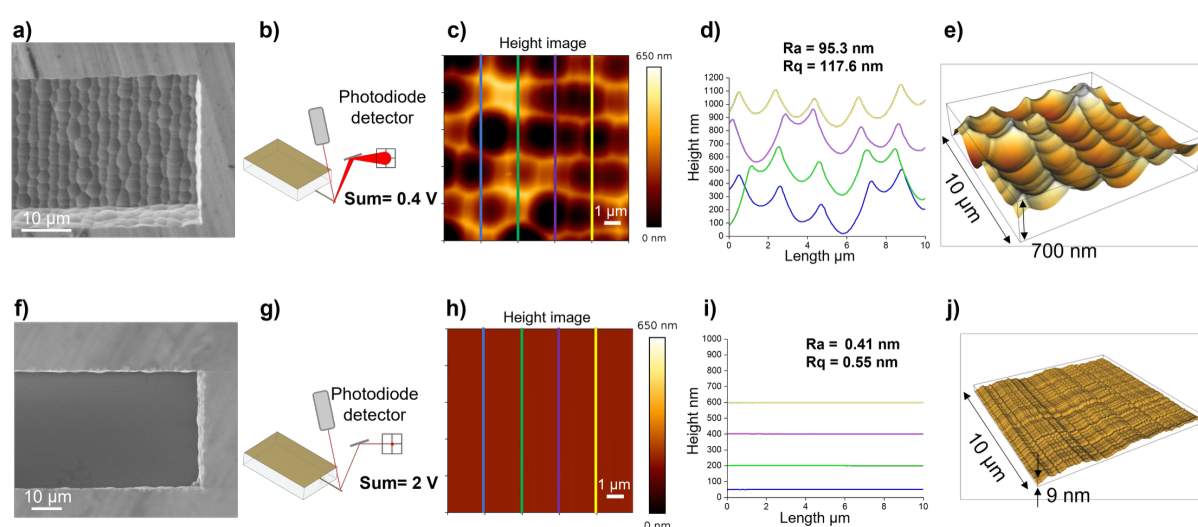 a)
10 µm
b)
Photodiode
detector
Sum= 0.4 V
c)
Height image
650 nm
1 µm
0 nm
d)
Ra = 95.3 nm
Rq = 117.6 nm
Height nm
1200
1100
1000
900
800
700
600
500
400
300
200
100
0
0 2 4 6 8 10
Length µm
e)
10 µm
700 nm
f)
10 µm
g)
Photodiode
detector
Sum= 2 V
h)
Height image
650 nm
1 µm
0 nm
i)
Ra = 0.41 nm
Rq = 0.55 nm
Height nm
1000
900
800
700
600
500
400
300
200
100
0
0 2 4 6 8 10
Length µm
j)
10 µm
9 nm